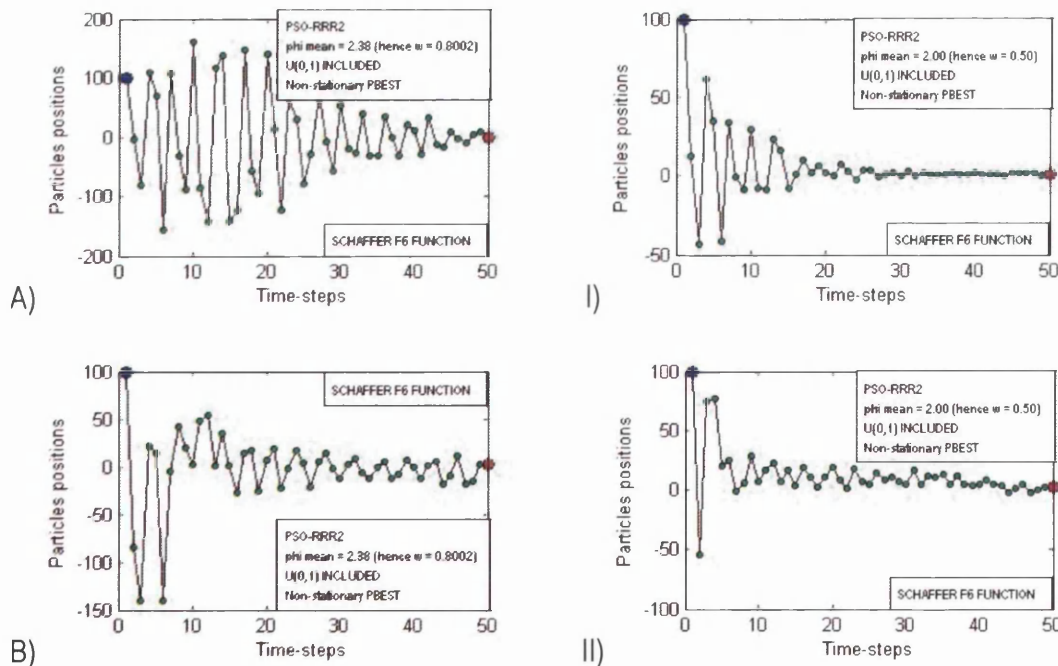 200
100
0
-100
-200
Particles positions
PSO-RRR2
phi mean = 2.38 (hence w = 0.8002)
U(0,1) INCLUDED
Non-stationary PBEST
SCHAFFER F6 FUNCTION
0 10 20 30 40 50
Time-steps
A)
100
50
0
-50
Particles positions
PSO-RRR2
phi mean = 2.00 (hence w = 0.50)
U(0,1) INCLUDED
Non-stationary PBEST
SCHAFFER F6 FUNCTION
0 10 20 30 40 50
Time-steps
I)
100
50
0
-50
-100
-150
Particles positions
SCHAFFER F6 FUNCTION
PSO-RRR2
phi mean = 2.38 (hence w = 0.8002)
U(0,1) INCLUDED
Non-stationary PBEST
0 10 20 30 40 50
Time-steps
B)
100
50
0
-50
-100
Particles positions
PSO-RRR2
phi mean = 2.00 (hence w = 0.50)
U(0,1) INCLUDED
Non-stationary PBEST
SCHAFFER F6 FUNCTION
0 10 20 30 40 50
Time-steps
II)